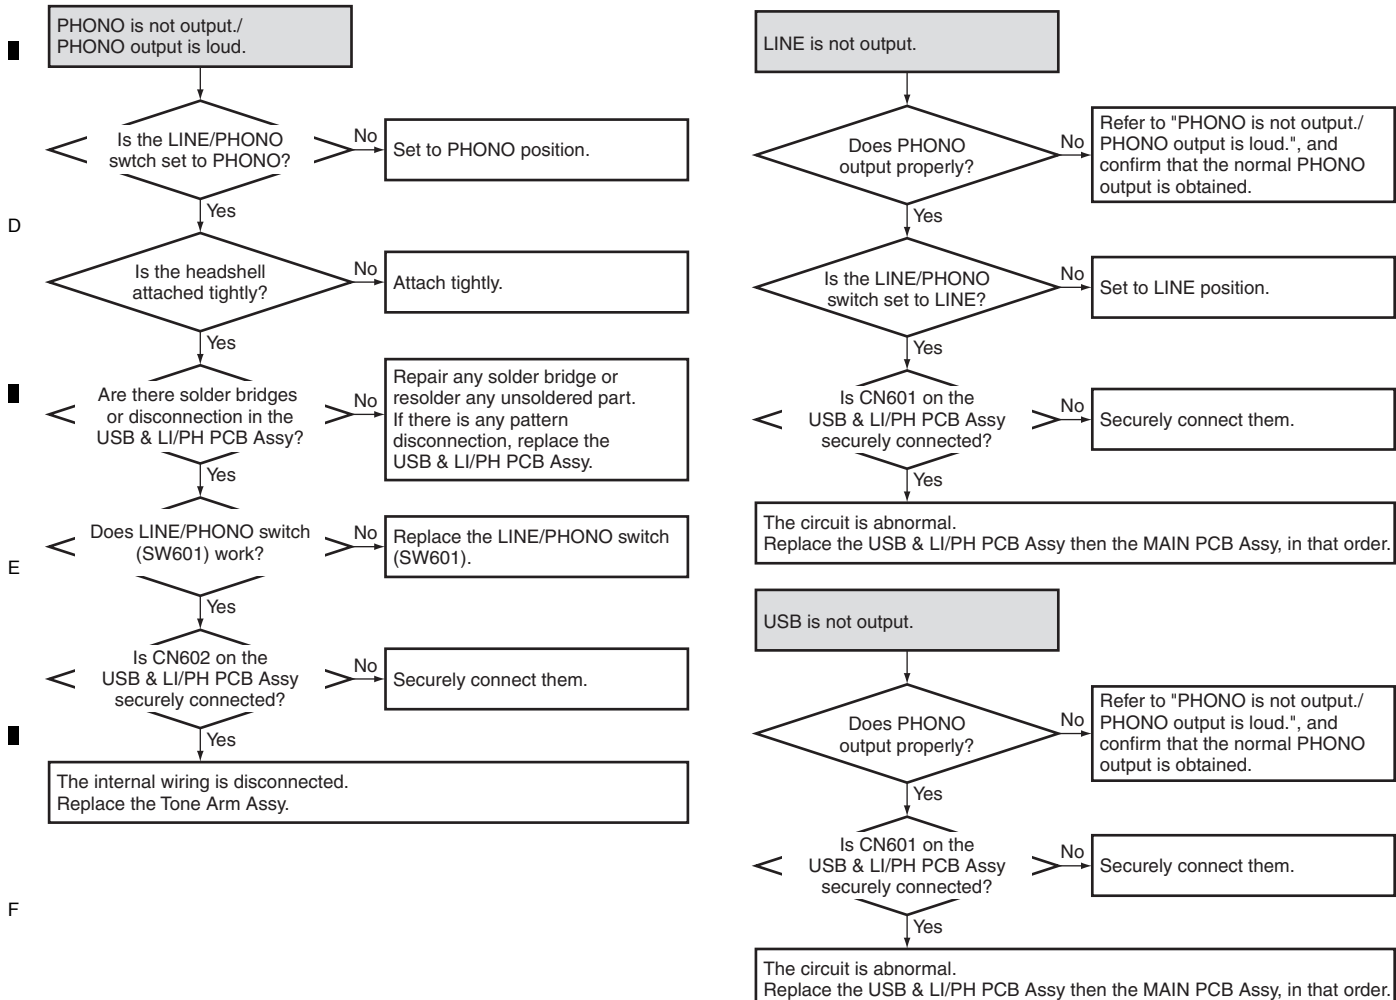 PHONO is not output./
PHONO output is loud.
Is the LINE/PHONO
swtch set to PHONO?
No
Set to PHONO position.
Yes
D
Is the headshell
attached tightly?
No
Attach tightly.
Yes
Are there solder bridges
or disconnection in the
USB & LI/PH PCB Assy?
No
Repair any solder bridge or
resolder any unsoldered part.
If there is any pattern
disconnection, replace the
USB & LI/PH PCB Assy.
Yes
Does LINE/PHONO switch
(SW601) work?
No
Replace the LINE/PHONO switch
(SW601).
E
Yes
Is CN602 on the
USB & LI/PH PCB Assy
securely connected?
No
Securely connect them.
Yes
The internal wiring is disconnected.
Replace the Tone Arm Assy.
F
LINE is not output.
Does PHONO
output properly?
No
Refer to "PHONO is not output./
PHONO output is loud.", and
confirm that the normal PHONO
output is obtained.
Yes
Is the LINE/PHONO
switch set to LINE?
No
Set to LINE position.
Yes
Is CN601 on the
USB & LI/PH PCB Assy
securely connected?
No
Securely connect them.
Yes
The circuit is abnormal.
Replace the USB & LI/PH PCB Assy then the MAIN PCB Assy, in that order.
USB is not output.
Does PHONO
output properly?
No
Refer to "PHONO is not output./
PHONO output is loud.", and
confirm that the normal PHONO
output is obtained.
Yes
Is CN601 on the
USB & LI/PH PCB Assy
securely connected?
No
Securely connect them.
Yes
The circuit is abnormal.
Replace the USB & LI/PH PCB Assy then the MAIN PCB Assy, in that order.